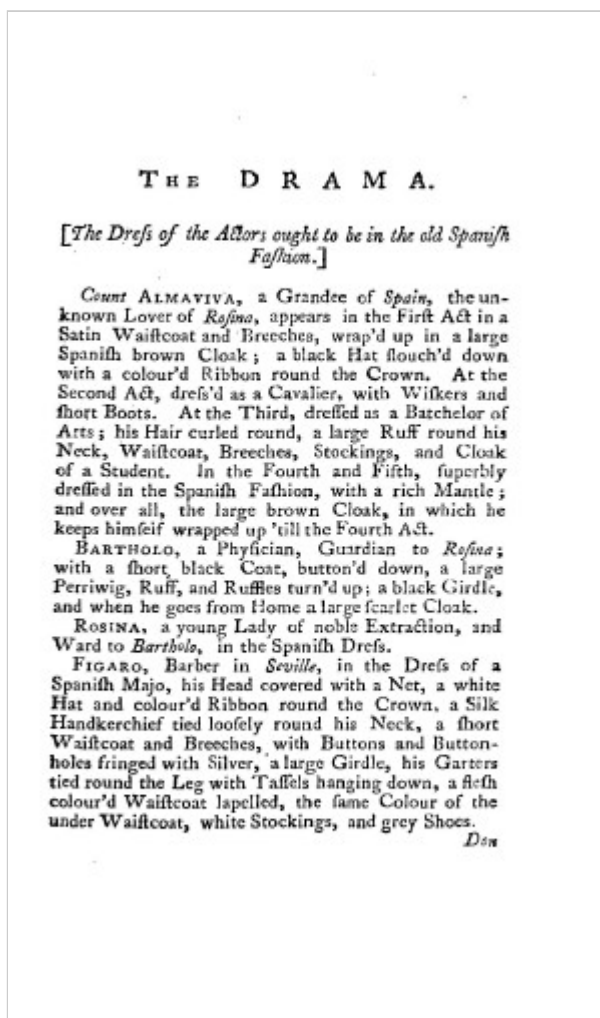 THE DRAMA.
[The Dreſs of the Actors ought to be in the old Spaniſh
Faſhion.]
Count ALMAVIVA, a Grandee of Spain, the un-
known Lover of Roſina, appears in the Firſt Act in a
Satin Waiſtcoat and Breeches, wrap'd up in a large
Spaniſh brown Cloak; a black Hat ſlouch'd down
with a colour'd Ribbon round the Crown. At the
Second Act, dreſs'd as a Cavalier, with Wiſkers and
ſhort Boots. At the Third, dreſſed as a Batchelor of
Arts; his Hair curled round, a large Ruff round his
Neck, Waiſtcoat, Breeches, Stockings, and Cloak
of a Student. In the Fourth and Fifth, ſuperbly
dreſſed in the Spaniſh Faſhion, with a rich Mantle;
and over all, the large brown Cloak, in which he
keeps himſelf wrapped up 'till the Fourth Act.
BARTHOLO, a Phyſician, Guardian to Roſina;
with a ſhort black Coat, button'd down, a large
Perriwig, Ruff, and Ruffles turn'd up; a black Girdle,
and when he goes from Home a large ſcarlet Cloak.
ROSINA, a young Lady of noble Extraction, and
Ward to Bartholo, in the Spaniſh Dreſs.
FIGARO, Barber in Seville, in the Dreſs of a
Spaniſh Majo, his Head covered with a Net, a white
Hat and colour'd Ribbon round the Crown, a Silk
Handkerchief tied looſely round his Neck, a ſhort
Waiſtcoat and Breeches, with Buttons and Button-
holes fringed with Silver, a large Girdle, his Garters
tied round the Leg with Taſſels hanging down, a fleſh
colour'd Waiſtcoat lapelled, the ſame Colour of the
under Waiſtcoat, white Stockings, and grey Shoes.
Don